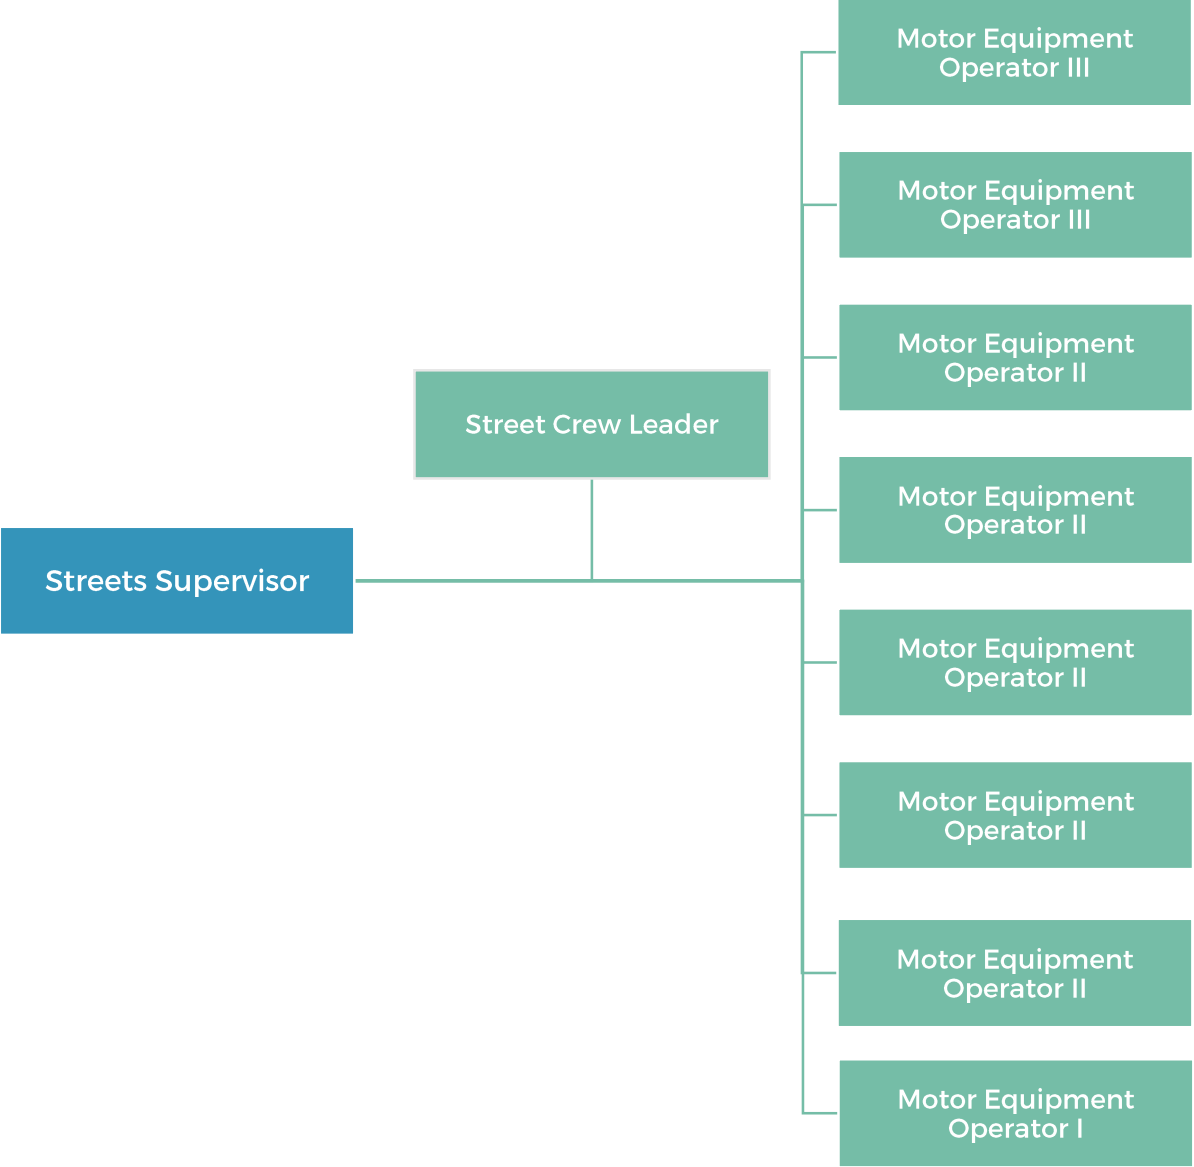 Motor Equipment
Operator III
Motor Equipment
Operator III
Motor Equipment
Operator II
Street Crew Leader
Motor Equipment
Operator II
Streets Supervisor
Motor Equipment
Operator II
Motor Equipment
Operator II
Motor Equipment
Operator II
Motor Equipment
Operator I